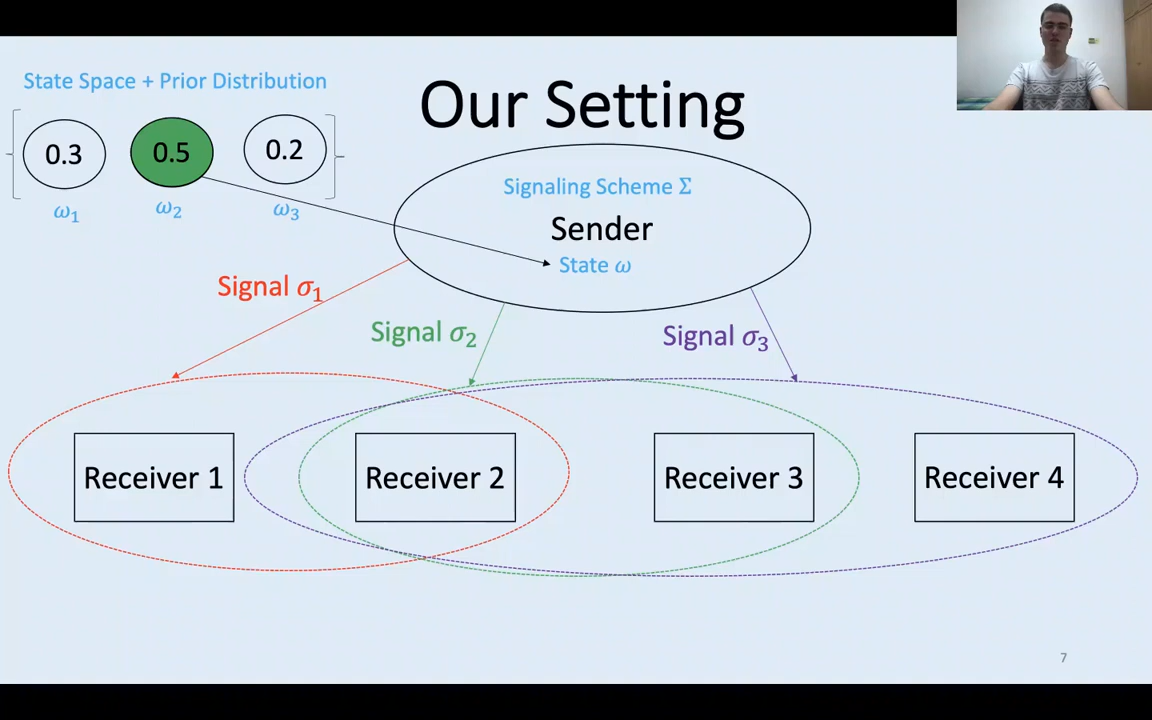 State Space + Prior Distribution
Our Setting
0.3
0.5
0.2
ω₁
ω₂
ω₃
Signaling Scheme Σ
Sender
State ω
Signal σ₁
Signal σ₂
Signal σ₃
Receiver 1
Receiver 2
Receiver 3
Receiver 4
7